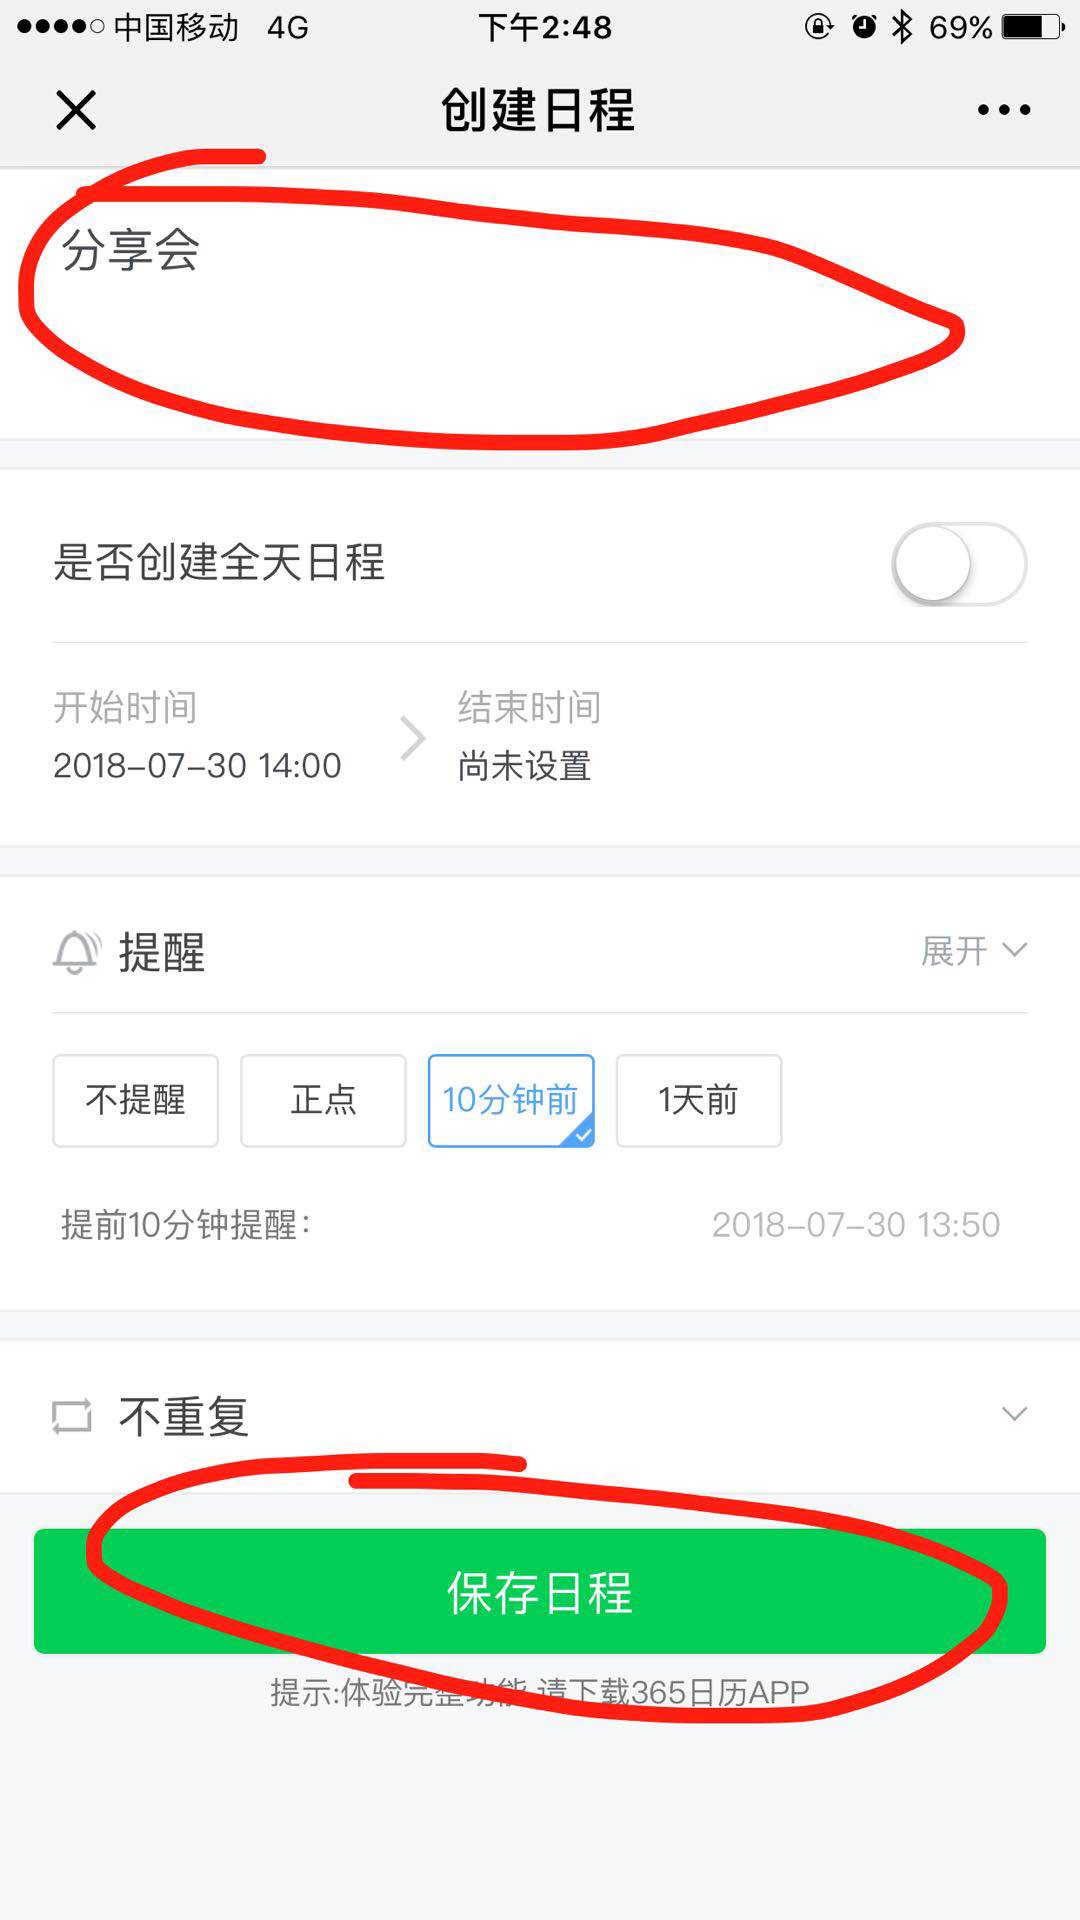 中国移动 4G 下午2:48 69%
创建日程
分享会
是否创建全天日程
开始时间 结束时间
2018-07-30 14:00 尚未设置
提醒 展开
不提醒 正点 10分钟前 1天前
提前10分钟提醒： 2018-07-30 13:50
不重复
保存日程
提示:体验完整功能,请下载365日历APP